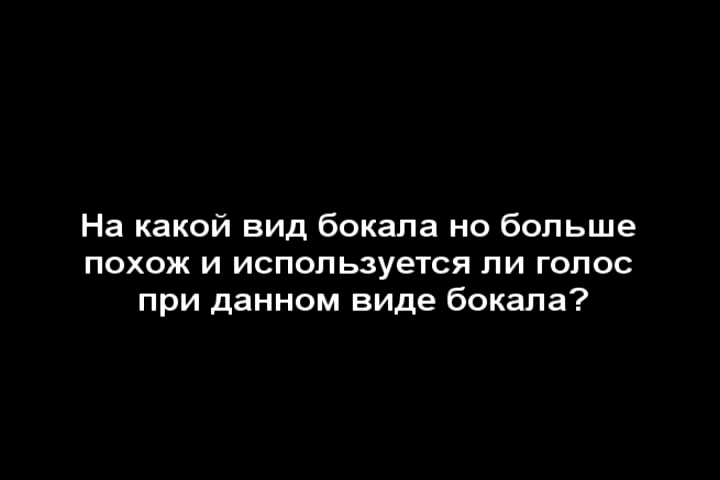 На какой вид бокала но больше
похож и используется ли голос
при данном виде бокала?